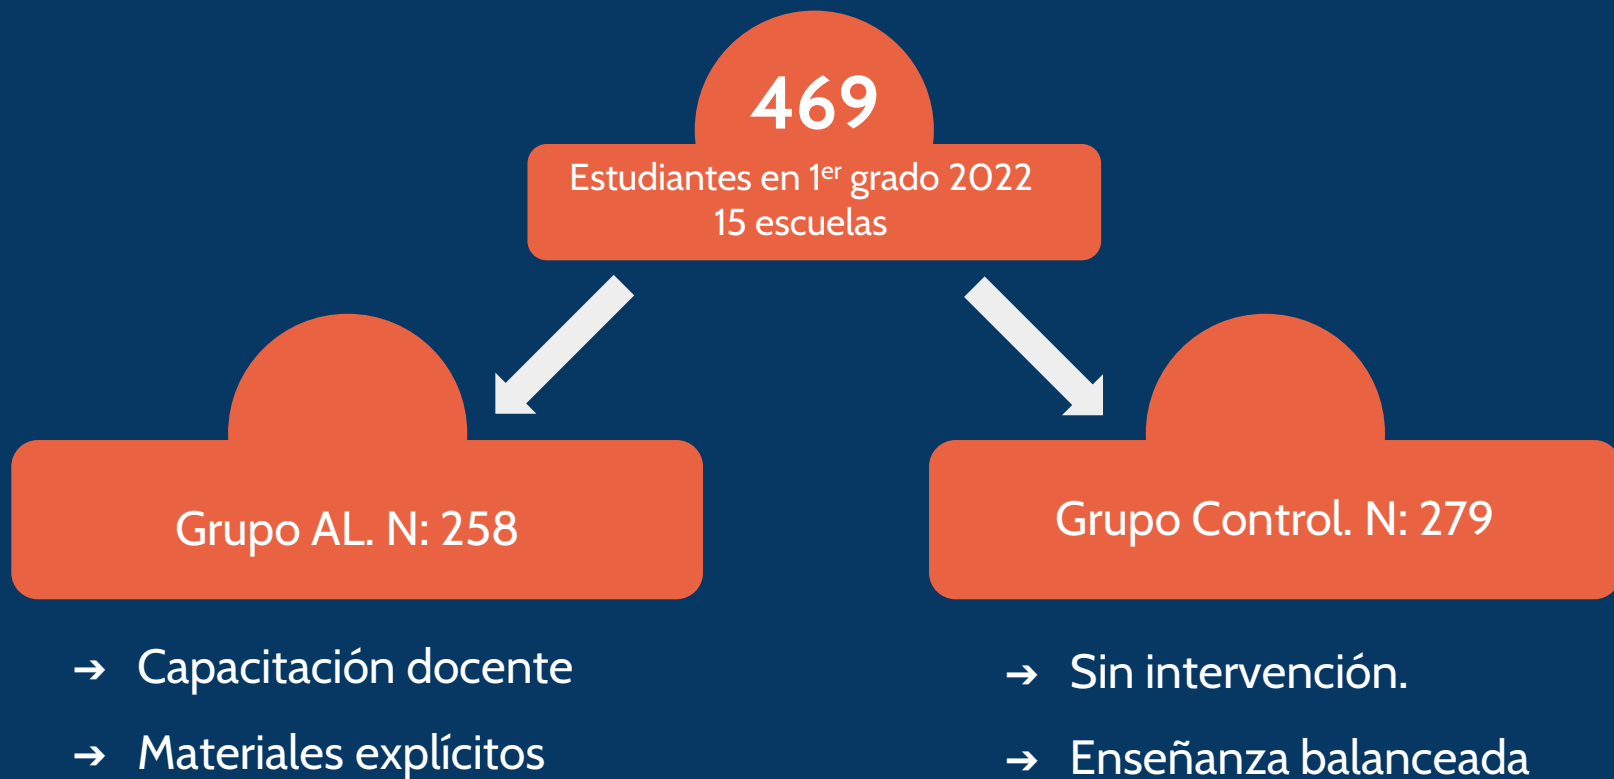 469
Estudiantes en 1er grado 2022
15 escuelas
Grupo AL. N: 258
Grupo Control. N: 279
➔ Capacitación docente
➔ Materiales explícitos
➔ Sin intervención.
➔ Enseñanza balanceada